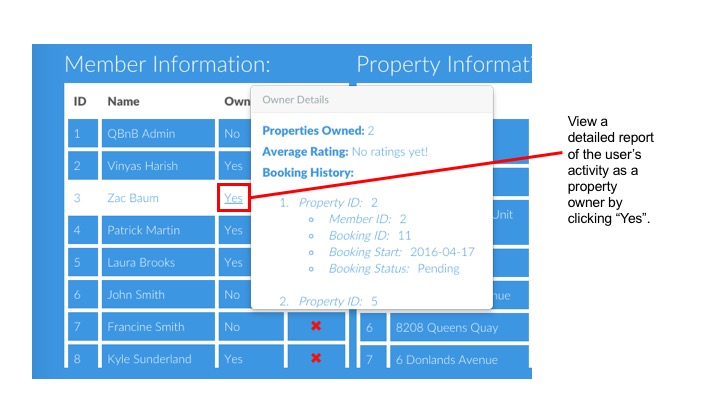 Member Information:
ID Name Own
1 QBnB Admin No
2 Vinyas Harish Yes
3 Zac Baum Yes
4 Patrick Martin Yes
5 Laura Brooks Yes
6 John Smith No
7 Francine Smith No ✖
8 Kyle Sunderland Yes ✖
Owner Details
Properties Owned: 2
Average Rating: No ratings yet!
Booking History:
1. Property ID: 2
Member ID: 2
Booking ID: 11
Booking Start: 2016-04-17
Booking Status: Pending
2. Property ID: 5
Property Informat
Unit
nue
6 8208 Queens Quay
7 6 Donlands Avenue
View a
detailed report
of the user's
activity as a
property
owner by
clicking "Yes".